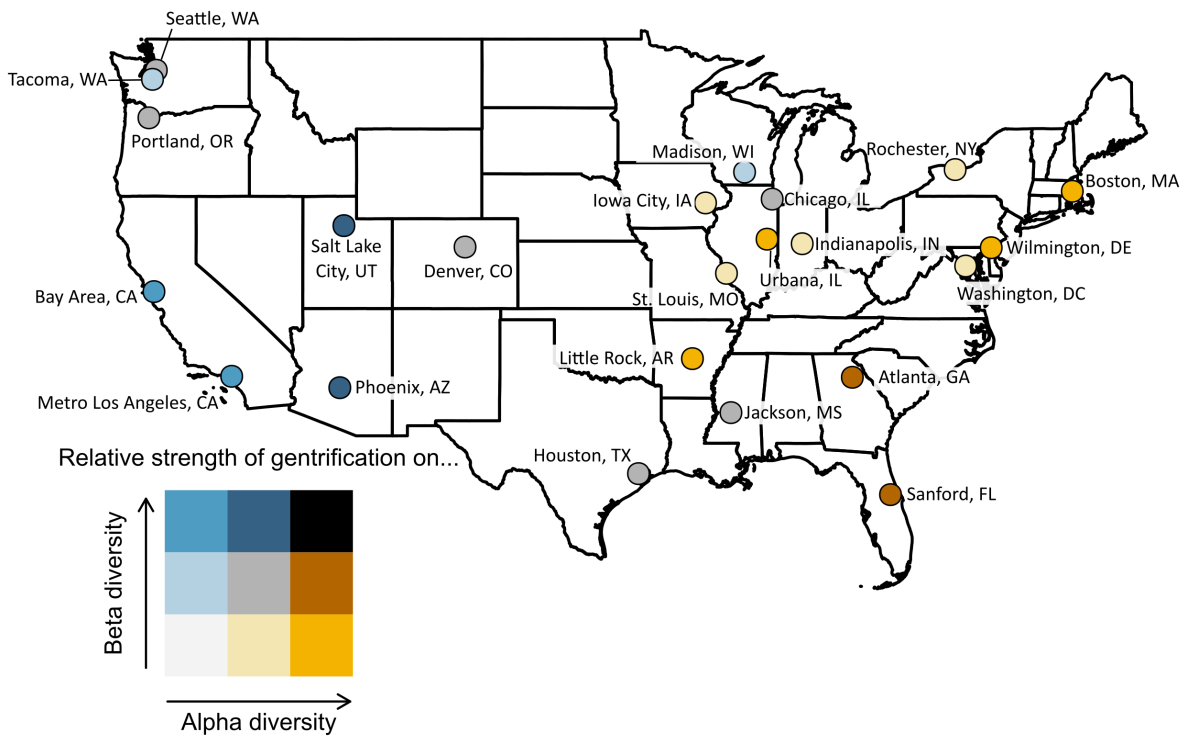 Seattle, WA
Tacoma, WA
Portland, OR
Madison, WI
Rochester, NY
Boston, MA
Iowa City, IA
Chicago, IL
Salt Lake
City, UT
Denver, CO
Indianapolis, IN
Wilmington, DE
Urbana, IL
Bay Area, CA
St. Louis, MO
Washington, DC
Little Rock, AR
Atlanta, GA
Metro Los Angeles, CA
Phoenix, AZ
Jackson, MS
Houston, TX
Sanford, FL
Relative strength of gentrification on...
Beta diversity
Alpha diversity